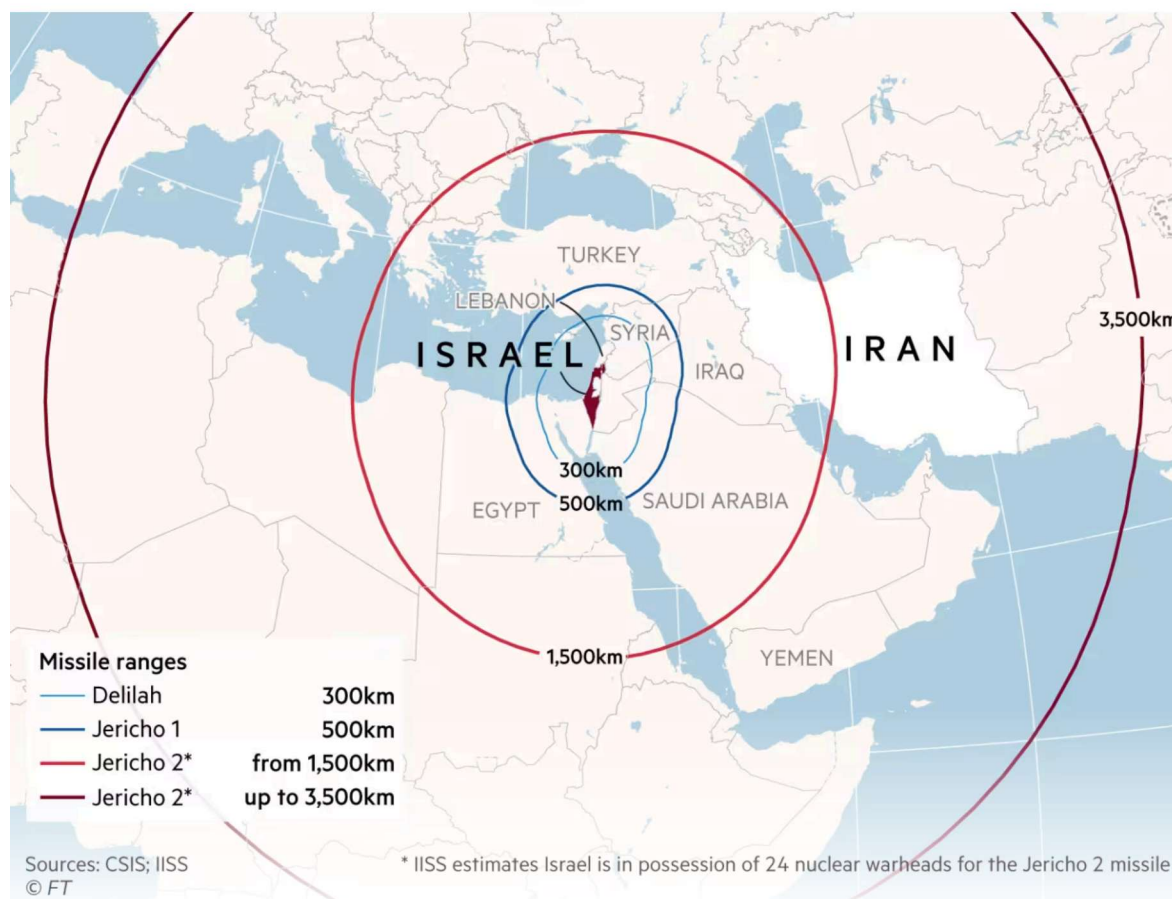 TURKEY
LEBANON
SYRIA
ISRAEL
IRAN
IRAQ
3,500km
300km
500km
EGYPT
SAUDI ARABIA
1,500km
YEMEN
Missile ranges
Delilah 300km
Jericho 1 500km
Jericho 2* from 1,500km
Jericho 2* up to 3,500km
Sources: CSIS; IISS
* IISS estimates Israel is in possession of 24 nuclear warheads for the Jericho 2 missile
© FT